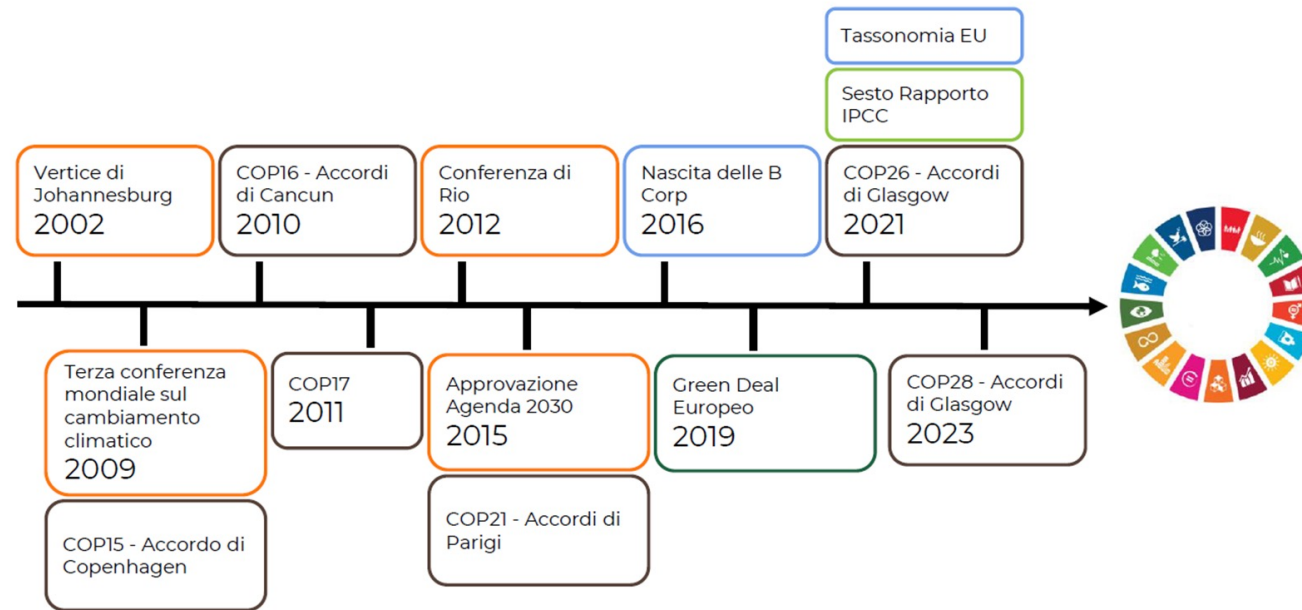 Tassonomia EU
Sesto Rapporto
IPCC
Vertice di
Johannesburg
2002
COP16 - Accordi
di Cancun
2010
Conferenza di
Rio
2012
Nascita delle B
Corp
2016
COP26 - Accordi
di Glasgow
2021
Terza conferenza
mondiale sul
cambiamento
climatico
2009
COP17
2011
Approvazione
Agenda 2030
2015
Green Deal
Europeo
2019
COP28 - Accordi
di Glasgow
2023
COP15 - Accordo di
Copenhagen
COP21 - Accordi di
Parigi